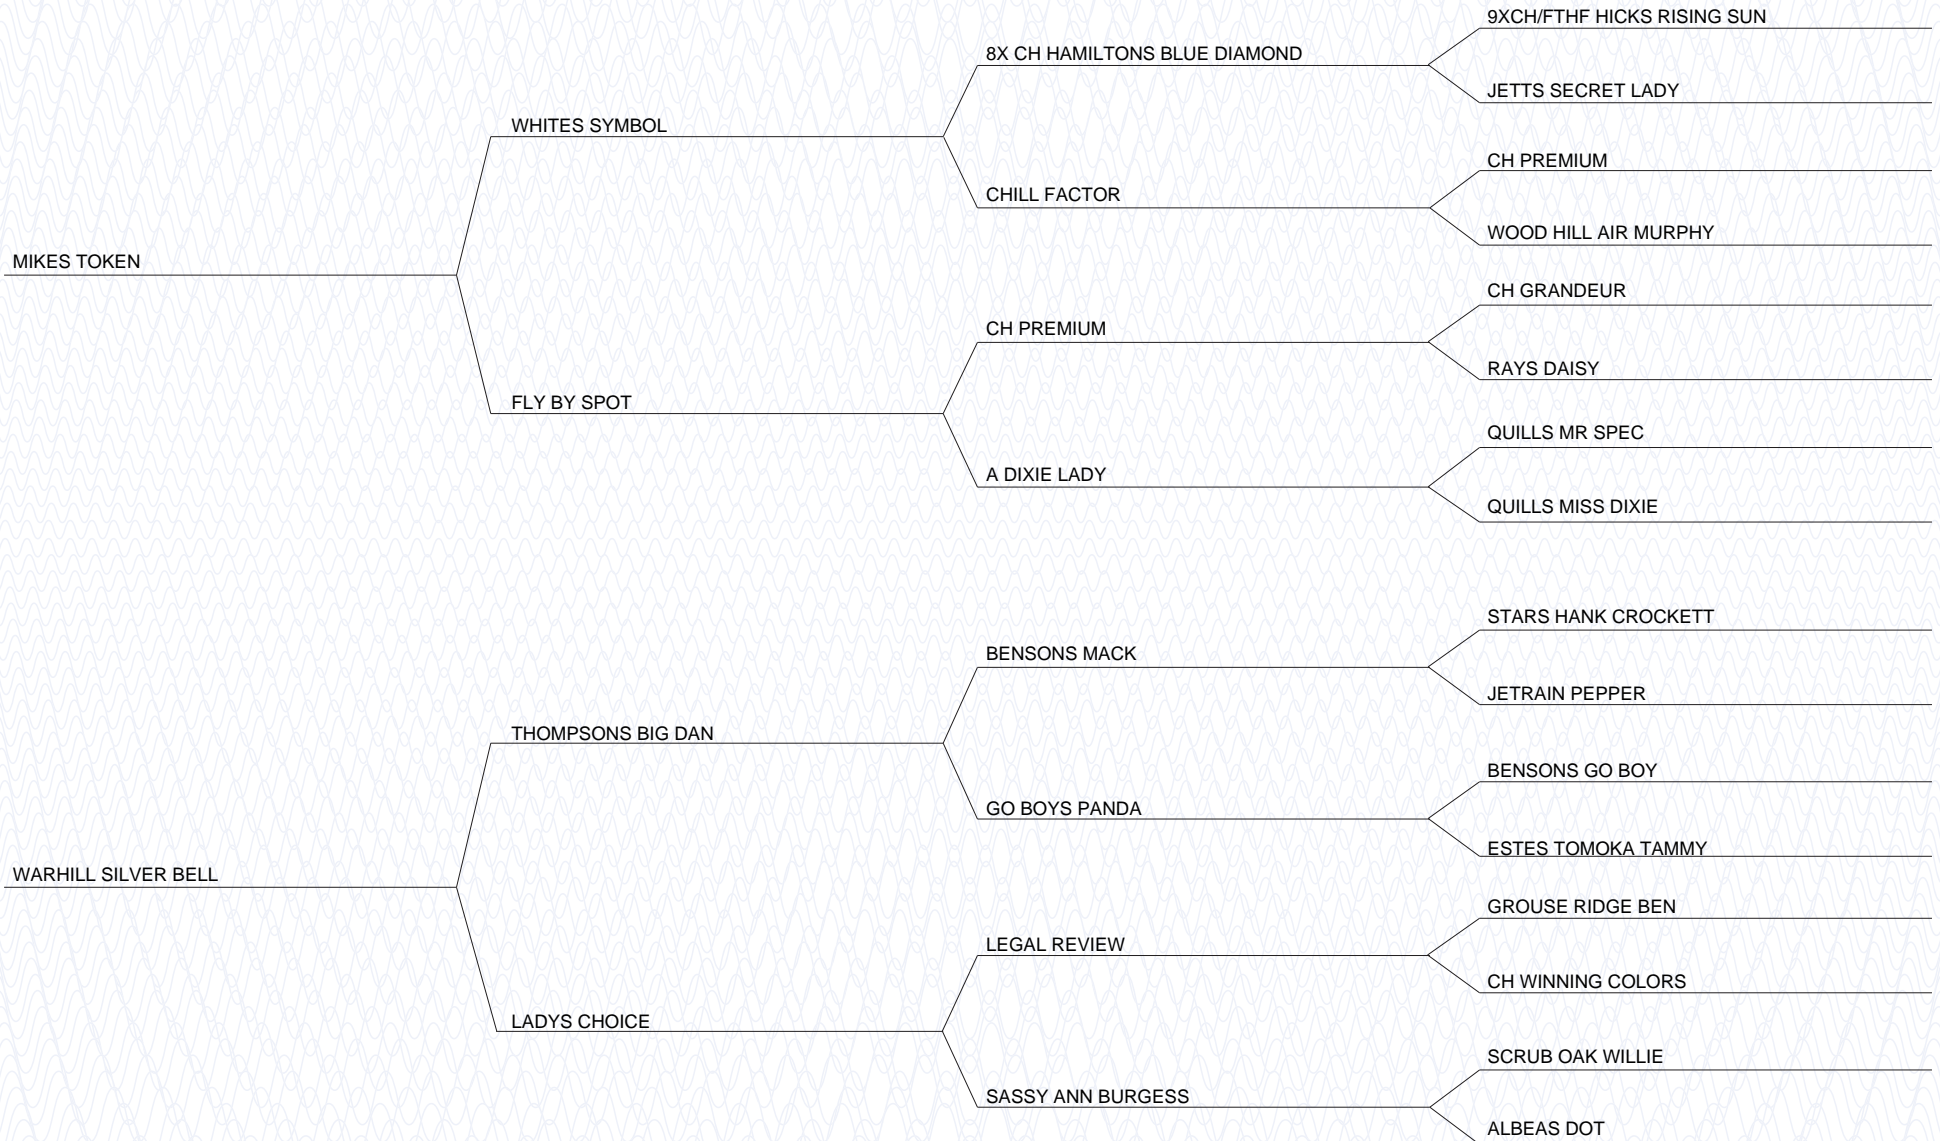 9XCH/FTHF HICKS RISING SUN
8X CH HAMILTONS BLUE DIAMOND
JETTS SECRET LADY
WHITES SYMBOL
CH PREMIUM
CHILL FACTOR
WOOD HILL AIR MURPHY
MIKES TOKEN
CH GRANDEUR
CH PREMIUM
RAYS DAISY
FLY BY SPOT
QUILLS MR SPEC
A DIXIE LADY
QUILLS MISS DIXIE
STARS HANK CROCKETT
BENSONS MACK
JETRAIN PEPPER
THOMPSONS BIG DAN
BENSONS GO BOY
GO BOYS PANDA
ESTES TOMOKA TAMMY
WARHILL SILVER BELL
GROUSE RIDGE BEN
LEGAL REVIEW
CH WINNING COLORS
LADYS CHOICE
SCRUB OAK WILLIE
SASSY ANN BURGESS
ALBEAS DOT